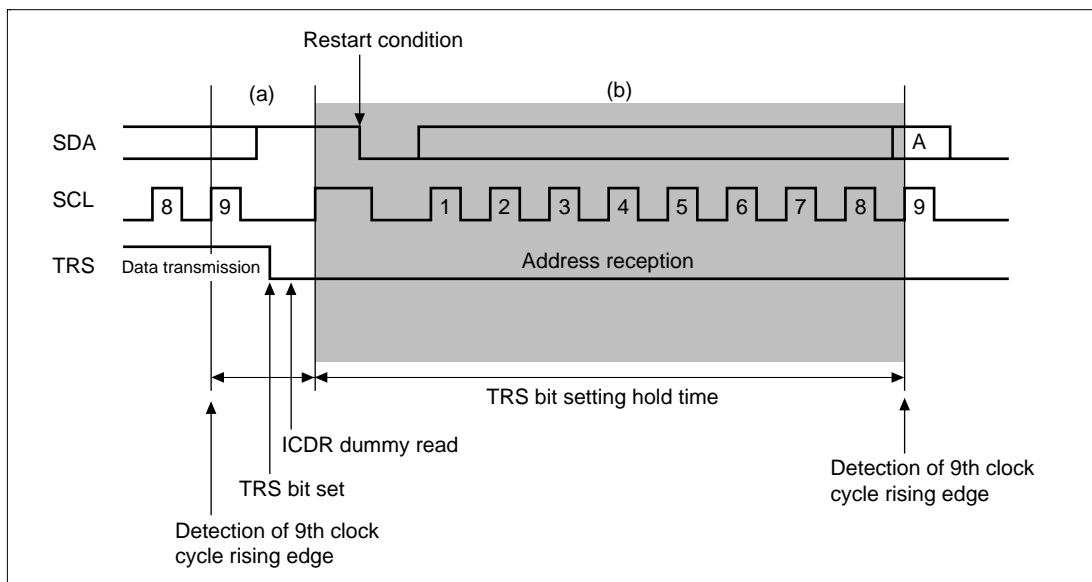 Restart condition
(a)
(b)
SDA
A
SCL
8
9
1
2
3
4
5
6
7
8
9
TRS
Data transmission
Address reception
TRS bit setting hold time
ICDR dummy read
TRS bit set
Detection of 9th clock
cycle rising edge
Detection of 9th clock
cycle rising edge